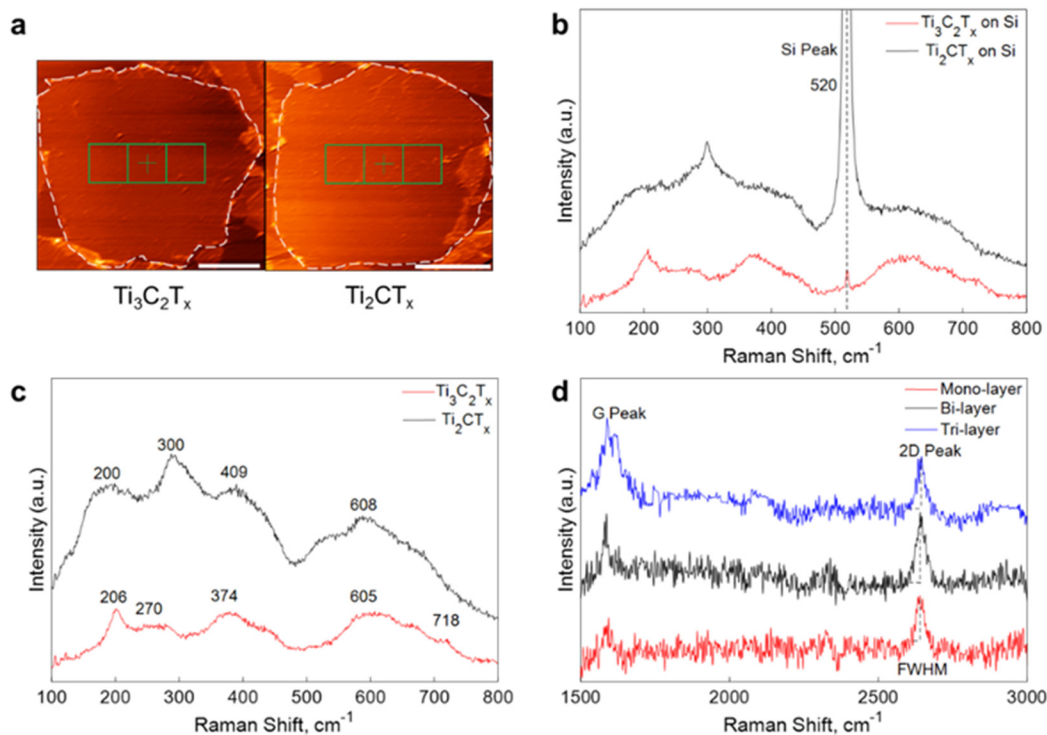 a
Ti₃C₂Tₓ
Ti₂CTₓ
b
Ti₃C₂Tₓ on Si
Ti₂CTₓ on Si
Si Peak
520
Intensity (a.u.)
100 200 300 400 500 600 700 800
Raman Shift, cm⁻¹
c
Ti₃C₂Tₓ
Ti₂CTₓ
200
300
409
608
206
270
374
605
718
Intensity (a.u.)
100 200 300 400 500 600 700 800
Raman Shift, cm⁻¹
d
Mono-layer
Bi-layer
Tri-layer
G Peak
2D Peak
FWHM
Intensity (a.u.)
1500 2000 2500 3000
Raman Shift, cm⁻¹